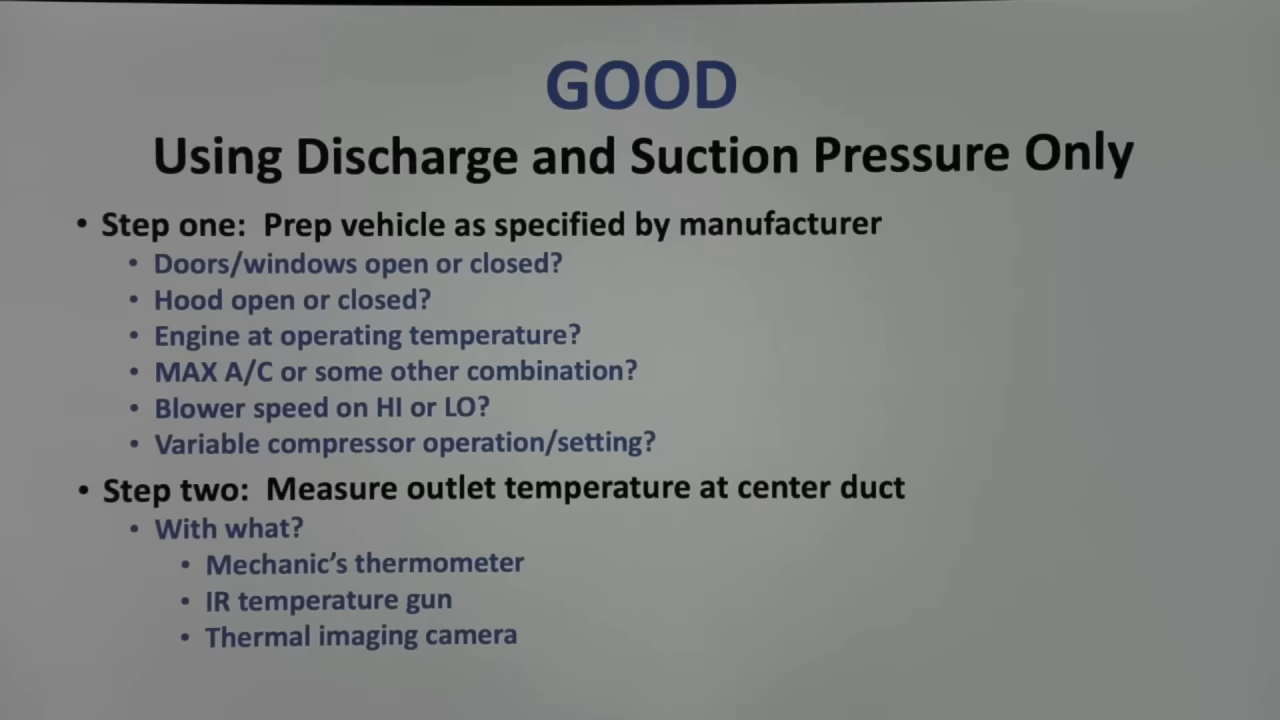 GOOD
Using Discharge and Suction Pressure Only
• Step one: Prep vehicle as specified by manufacturer
• Doors/windows open or closed?
• Hood open or closed?
• Engine at operating temperature?
• MAX A/C or some other combination?
• Blower speed on HI or LO?
• Variable compressor operation/setting?
• Step two: Measure outlet temperature at center duct
• With what?
• Mechanic’s thermometer
• IR temperature gun
• Thermal imaging camera